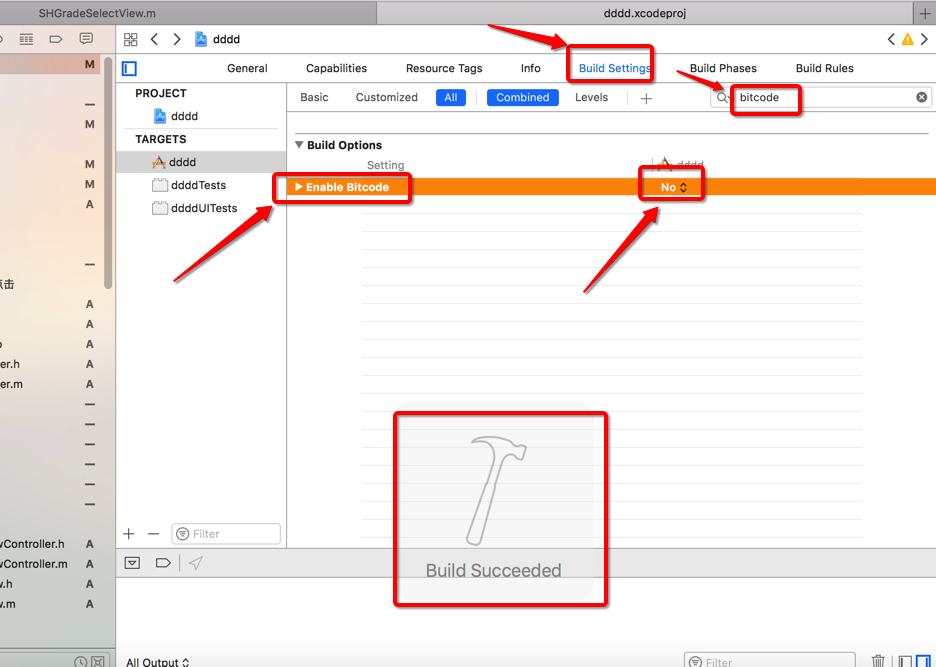 SHGradeSelectView.m
dddd.xcodeproj
dddd
General Capabilities Resource Tags Info Build Settings Build Phases Build Rules
PROJECT
dddd
TARGETS
dddd
ddddTests
ddddUITests
Basic Customized All Combined Levels bitcode
Build Options
Setting dddd
Enable Bitcode No
M
M
M
M
A
点击
A
A
A
er.h A
er.m A
wController.h A
wController.m A
w.h A
w.m A
Filter
Build Succeeded
All Output
Filter